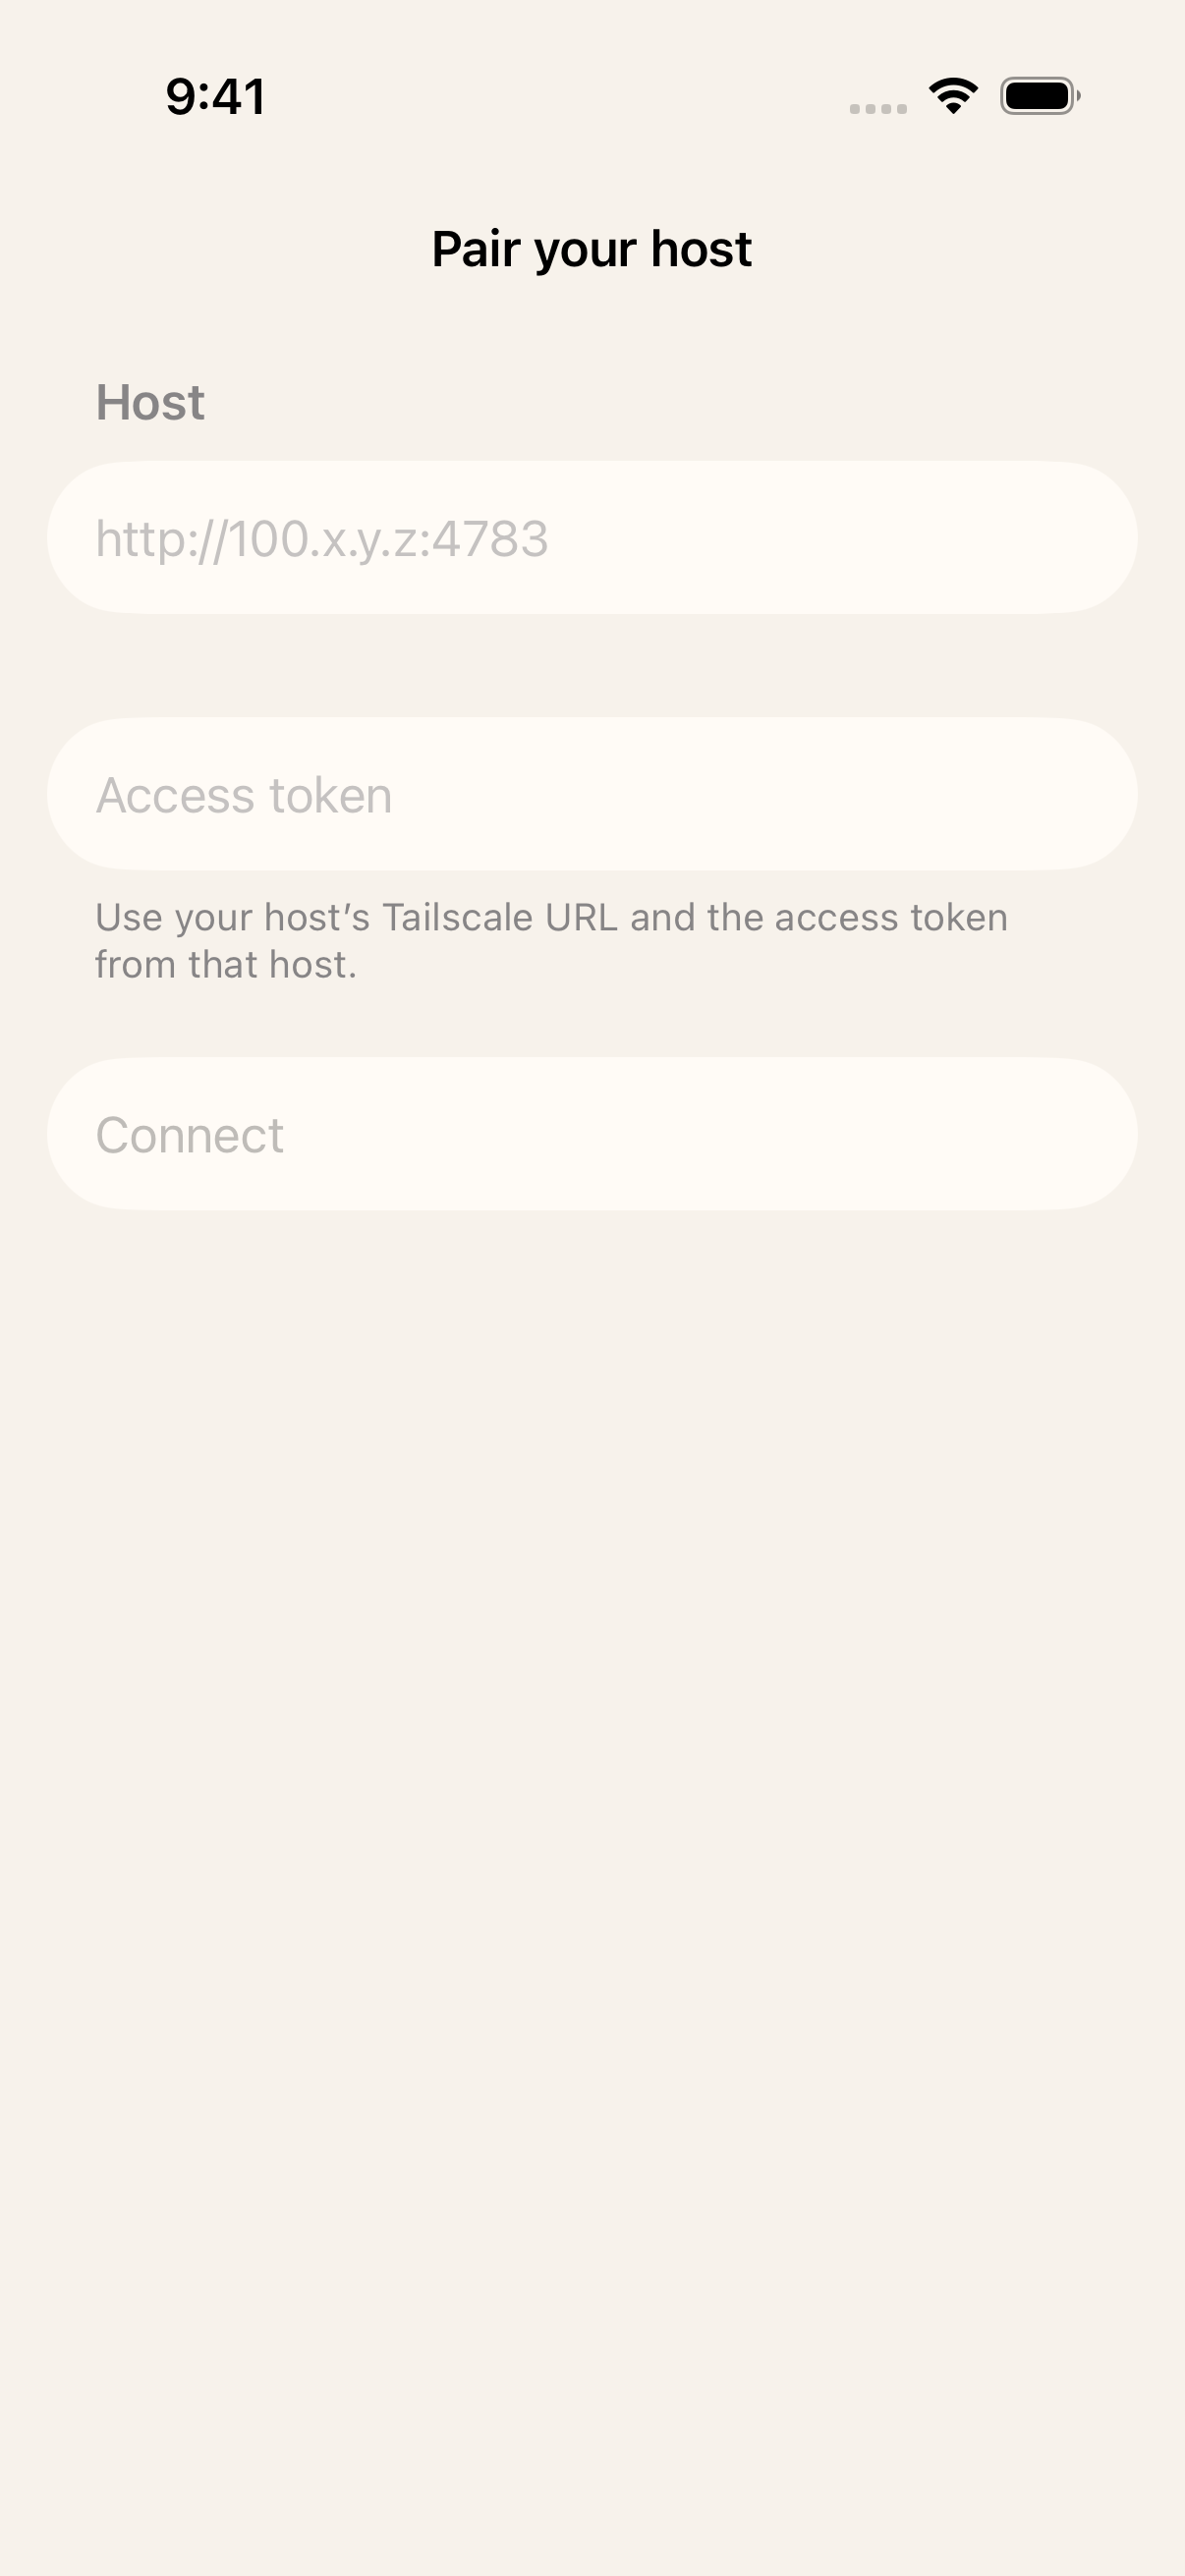 9:41
Pair your host
Host
http://100.x.y.z:4783
Access token
Use your host’s Tailscale URL and the access token
from that host.
Connect